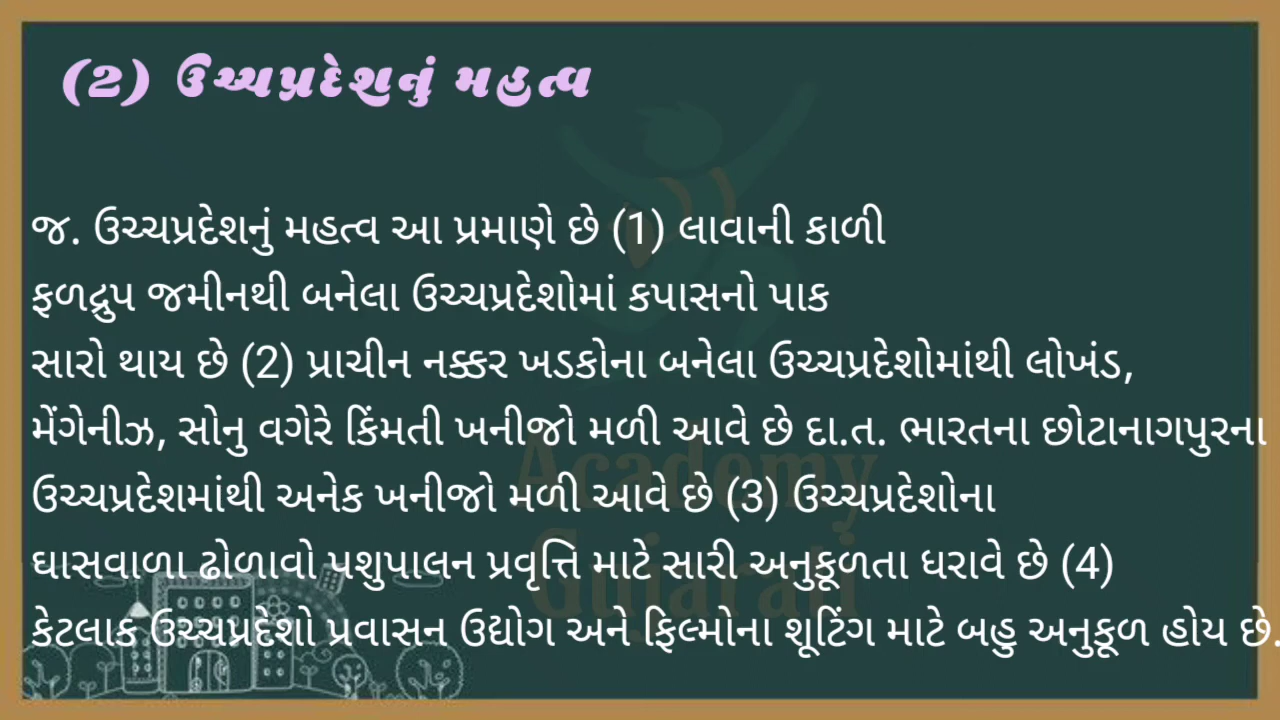 (2) ઉચ્ચપ્રદેશનું મહત્વ
જ. ઉચ્ચપ્રદેશનું મહત્વ આ પ્રમાણે છે (1) લાવાની કાળી
ફળદ્રુપ જમીનથી બનેલા ઉચ્ચપ્રદેશોમાં કપાસનો પાક
સારો થાય છે (2) પ્રાચીન નક્કર ખડકોના બનેલા ઉચ્ચપ્રદેશોમાંથી લોખંડ,
મેંગેનીઝ, સોનુ વગેરે કિંમતી ખનીજો મળી આવે છે દા.ત. ભારતના છોટાનાગપુરના
ઉચ્ચપ્રદેશમાંથી અનેક ખનીજો મળી આવે છે (3) ઉચ્ચપ્રદેશોના
ઘાસવાળા ઢોળાવો પશુપાલન પ્રવૃત્તિ માટે સારી અનુકૂળતા ધરાવે છે (4)
કેટલાક ઉચ્ચપ્રદેશો પ્રવાસન ઉદ્યોગ અને ફિલ્મોના શૂટિંગ માટે બહુ અનુકૂળ હોય છે.
Academy
Gujarati